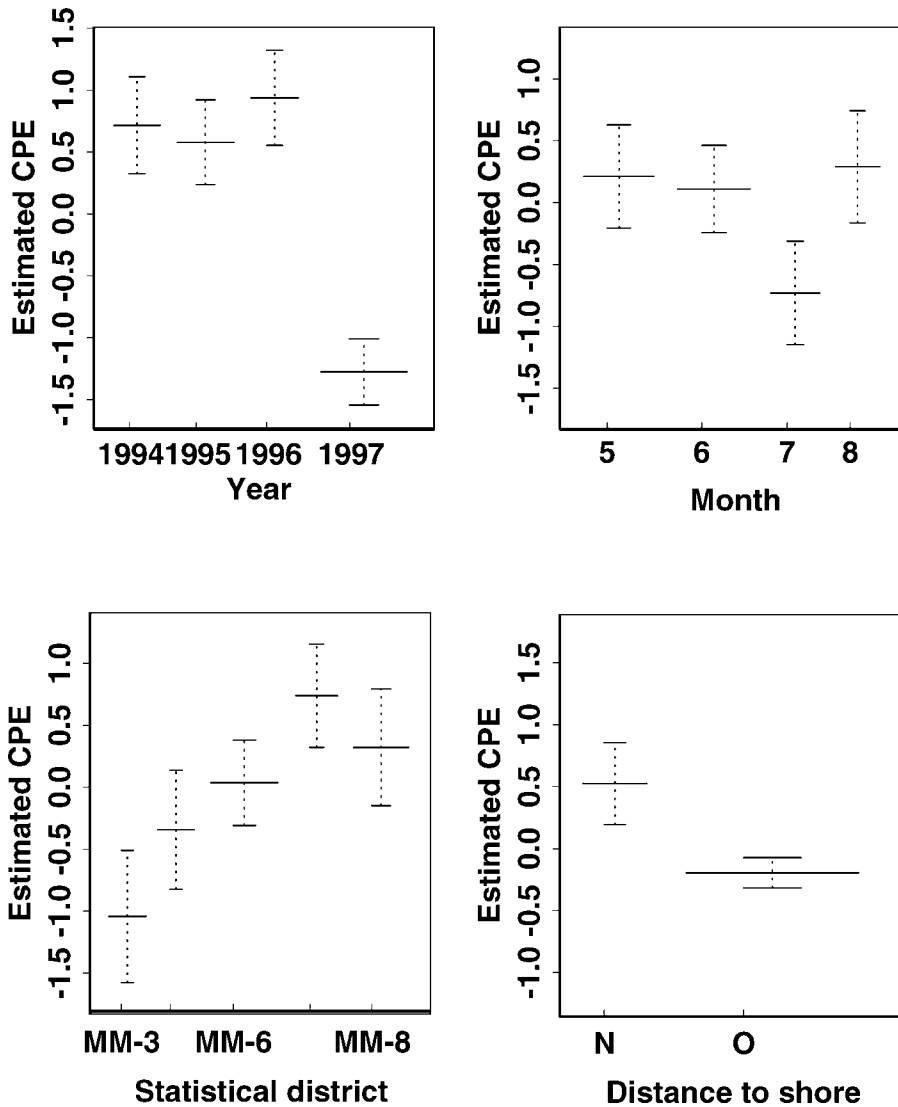 Estimated CPE
-1.5 -1.0 -0.5 0.0 0.5 1.0 1.5
1994 1995 1996 1997
Year
Estimated CPE
-1.5 -1.0 -0.5 0.0 0.5 1.0
5 6 7 8
Month
Estimated CPE
-1.5 -1.0 -0.5 0.0 0.5 1.0
MM-3 MM-6 MM-8
Statistical district
Estimated CPE
-1.0 -0.5 0.0 0.5 1.0 1.5
N O
Distance to shore